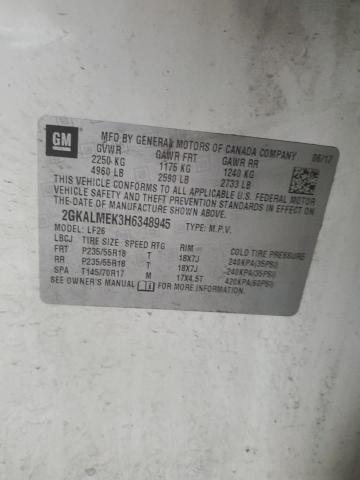 GM
MFD BY GENERAL MOTORS OF CANADA COMPANY 06/17
GVWR GAWR FRT GAWR RR
2250 KG 1175 KG 1240 KG
4960 LB 2590 LB 2733 LB
THIS VEHICLE CONFORMS TO ALL APPLICABLE U.S. FEDERAL MOTOR
VEHICLE SAFETY AND THEFT PREVENTION STANDARDS IN EFFECT ON
THE DATE OF MANUFACTURE SHOWN ABOVE.
2GKALMEK3H6348945 TYPE: M.P.V.
MODEL: LF26
LBCJ TIRE SIZE SPEED RTG RIM COLD TIRE PRESSURE
FRT P235/55R18 T 18X7J 240KPA(35PSI)
RR P235/55R18 T 18X7J 240KPA(35PSI)
SPA T145/70R17 M 17X4.5T 420KPA(60PSI)
SEE OWNER'S MANUAL FOR MORE INFORMATION